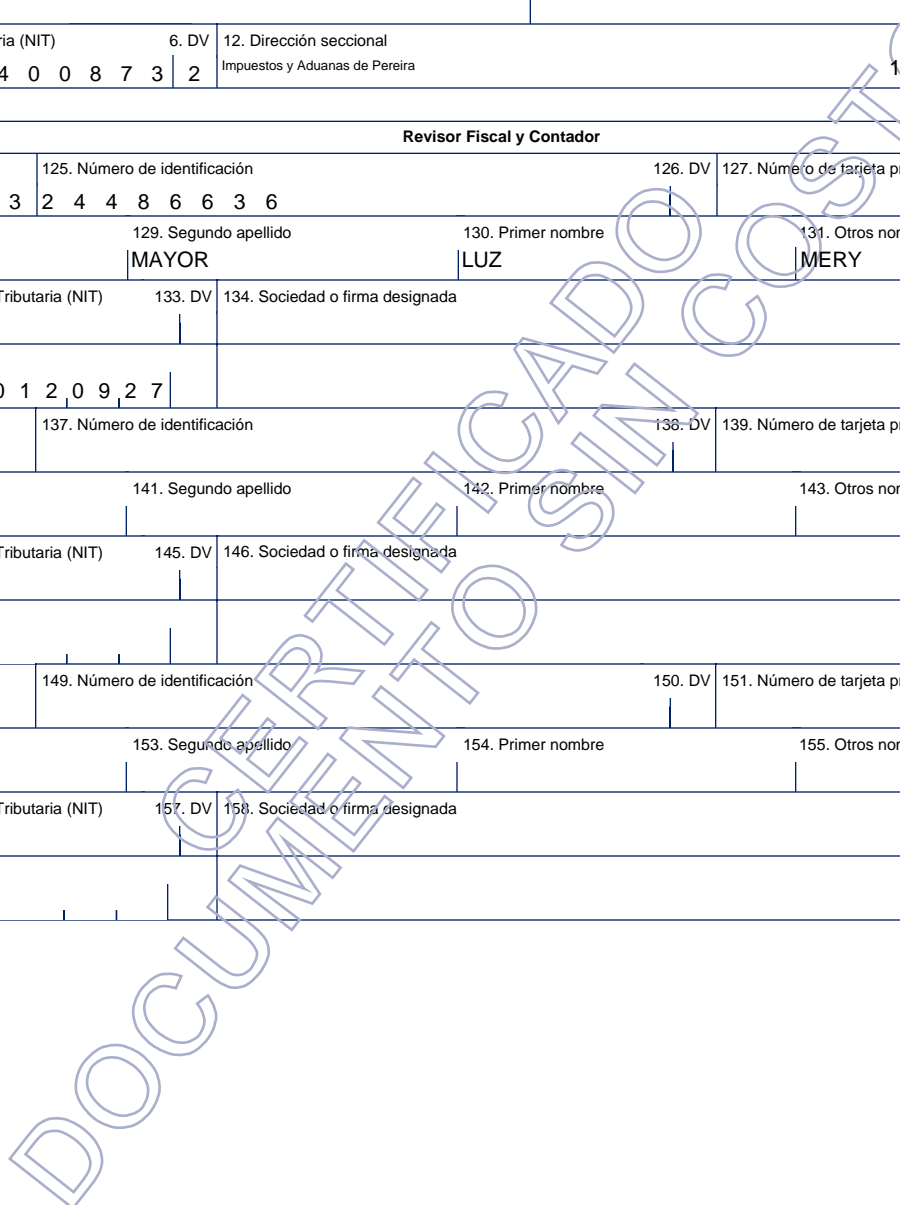 ria (NIT) 6. DV 12. Dirección seccional
4 0 0 8 7 3 2 Impuestos y Aduanas de Pereira 1
Revisor Fiscal y Contador
125. Número de identificación 126. DV 127. Número de tarjeta pr
3 2 4 4 8 6 6 3 6
129. Segundo apellido 130. Primer nombre 131. Otros nom
MAYOR LUZ MERY
Tributaria (NIT) 133. DV 134. Sociedad o firma designada
0 1 2 0 9 2 7
137. Número de identificación 138. DV 139. Número de tarjeta pr
141. Segundo apellido 142. Primer nombre 143. Otros nom
Tributaria (NIT) 145. DV 146. Sociedad o firma designada
149. Número de identificación 150. DV 151. Número de tarjeta pr
153. Segundo apellido 154. Primer nombre 155. Otros nom
Tributaria (NIT) 157. DV 158. Sociedad o firma designada
CERTIFICADO
DOCUMENTO SIN COSTO